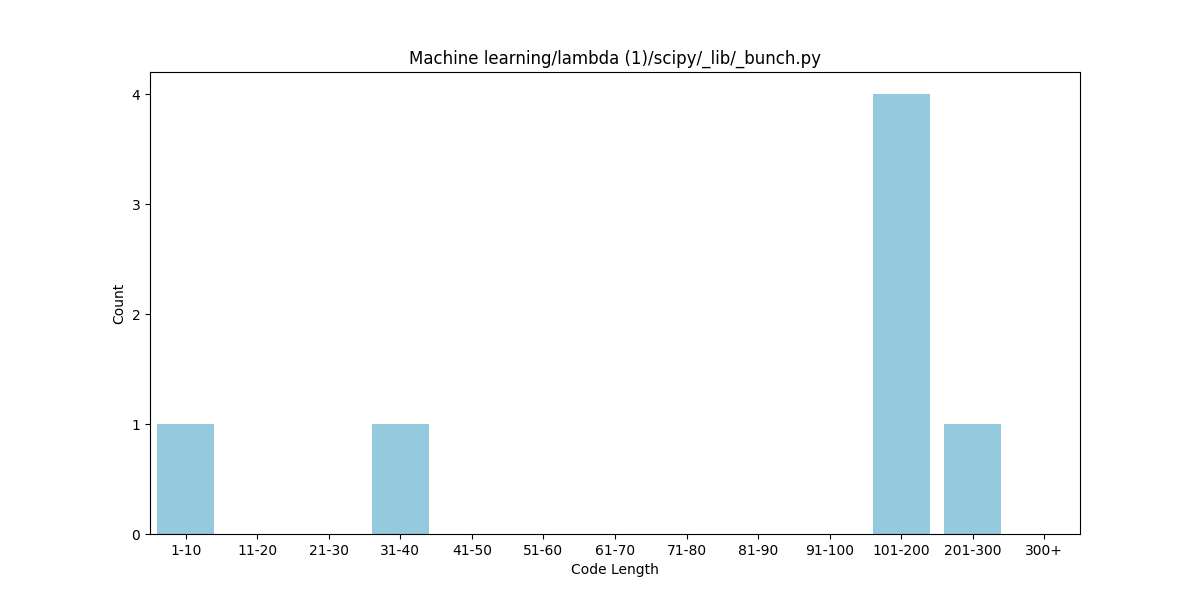 Machine learning/lambda (1)/scipy/_lib/_bunch.py
Count
4
3
2
1
0
1-10 11-20 21-30 31-40 41-50 51-60 61-70 71-80 81-90 91-100 101-200 201-300 300+
Code Length